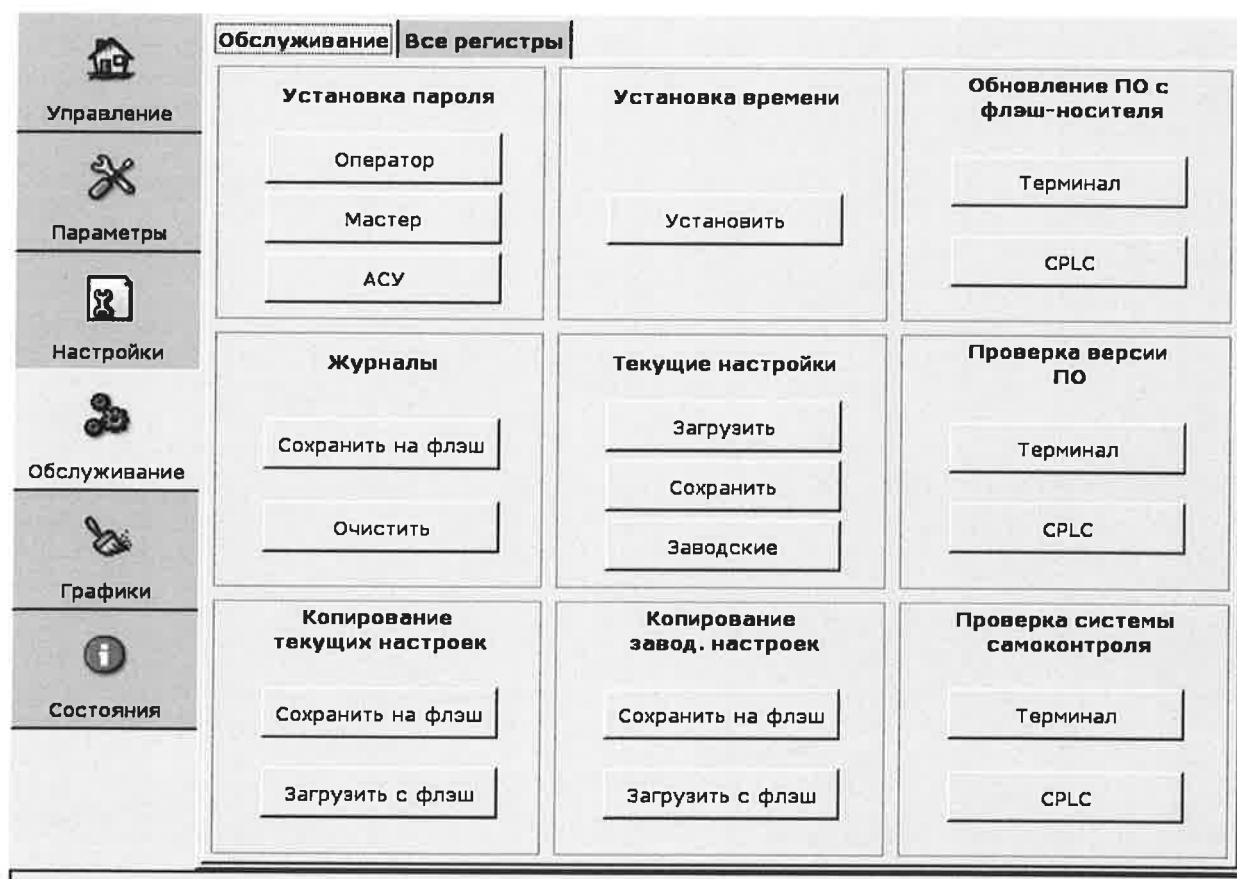 Управление
Параметры
Настройки
Обслуживание
Графики
Состояния
Обслуживание Все регистры
Установка пароля
Оператор
Мастер
АСУ
Установка времени
Установить
Обновление ПО с
флэш-носителя
Терминал
CPLC
Журналы
Сохранить на флэш
Очистить
Текущие настройки
Загрузить
Сохранить
Заводские
Проверка версии
ПО
Терминал
CPLC
Копирование
текущих настроек
Сохранить на флэш
Загрузить с флэш
Копирование
завод. настроек
Сохранить на флэш
Загрузить с флэш
Проверка системы
самоконтроля
Терминал
CPLC